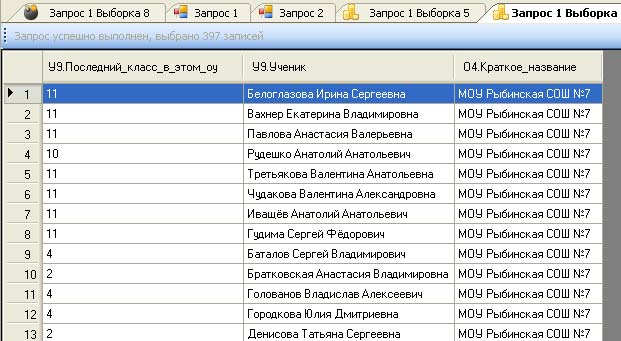 Запрос 1 Выборка 8 Запрос 1 Запрос 2 Запрос 1 Выборка 5 Запрос 1 Выборка
Запрос успешно выполнен, выбрано 397 записей
У9.Последний_класс_в_этом_оу У9.Ученик О4.Краткое_название
1 11 Белоглазова Ирина Сергеевна МОУ Рыбинская СОШ №7
2 11 Вахнер Екатерина Владимировна МОУ Рыбинская СОШ №7
3 11 Павлова Анастасия Валерьевна МОУ Рыбинская СОШ №7
4 10 Рудешко Анатолий Анатольевич МОУ Рыбинская СОШ №7
5 11 Третьякова Валентина Анатольевна МОУ Рыбинская СОШ №7
6 11 Чудакова Валентина Александровна МОУ Рыбинская СОШ №7
7 11 Иващёв Анатолий Анатольевич МОУ Рыбинская СОШ №7
8 11 Гудима Сергей Фёдорович МОУ Рыбинская СОШ №7
9 4 Баталов Сергей Владимирович МОУ Рыбинская СОШ №7
10 2 Братковская Анастасия Владимировна МОУ Рыбинская СОШ №7
11 4 Голованов Владислав Алексеевич МОУ Рыбинская СОШ №7
12 4 Городкова Юлия Дмитриевна МОУ Рыбинская СОШ №7
13 2 Денисова Татьяна Сергеевна МОУ Рыбинская СОШ №7